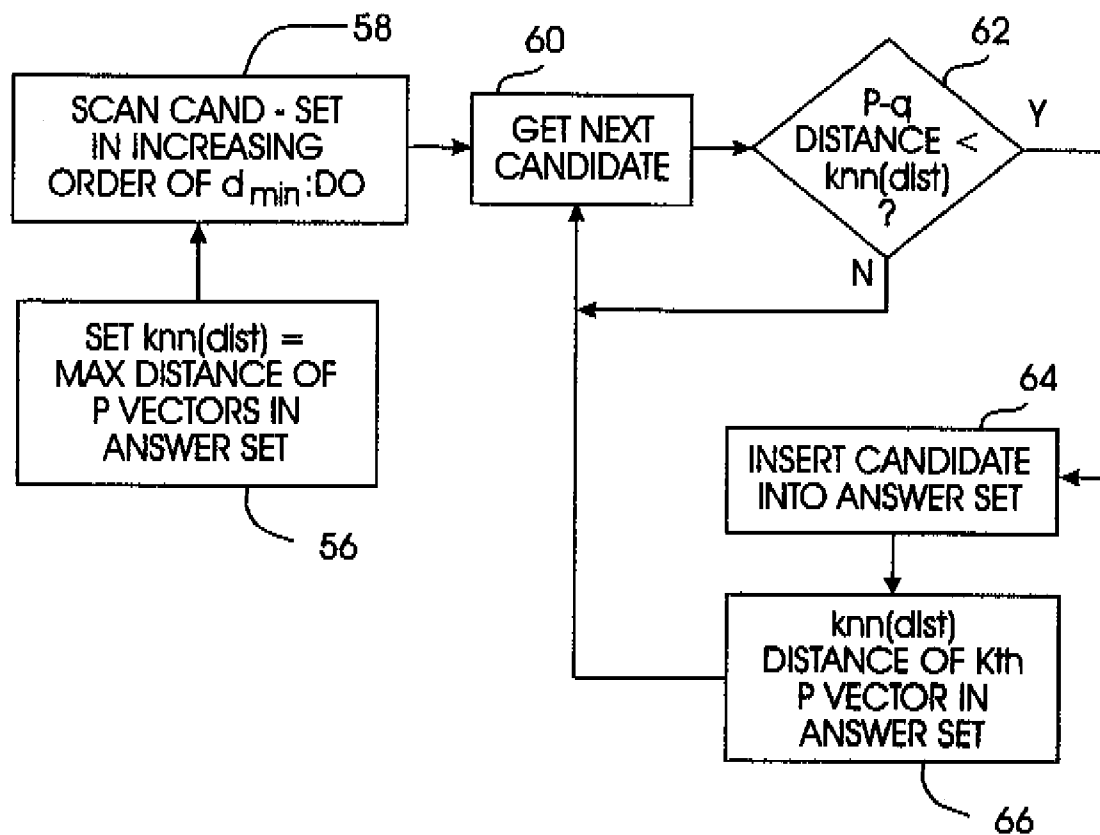 58
SCAN CAND - SET
IN INCREASING
ORDER OF dmin:DO
60
GET NEXT
CANDIDATE
62
P-q
DISTANCE <
knn(dist)
?
Y
N
SET knn(dist) =
MAX DISTANCE OF
P VECTORS IN
ANSWER SET
56
64
INSERT CANDIDATE
INTO ANSWER SET
knn(dist)
DISTANCE OF Kth
P VECTOR IN
ANSWER SET
66